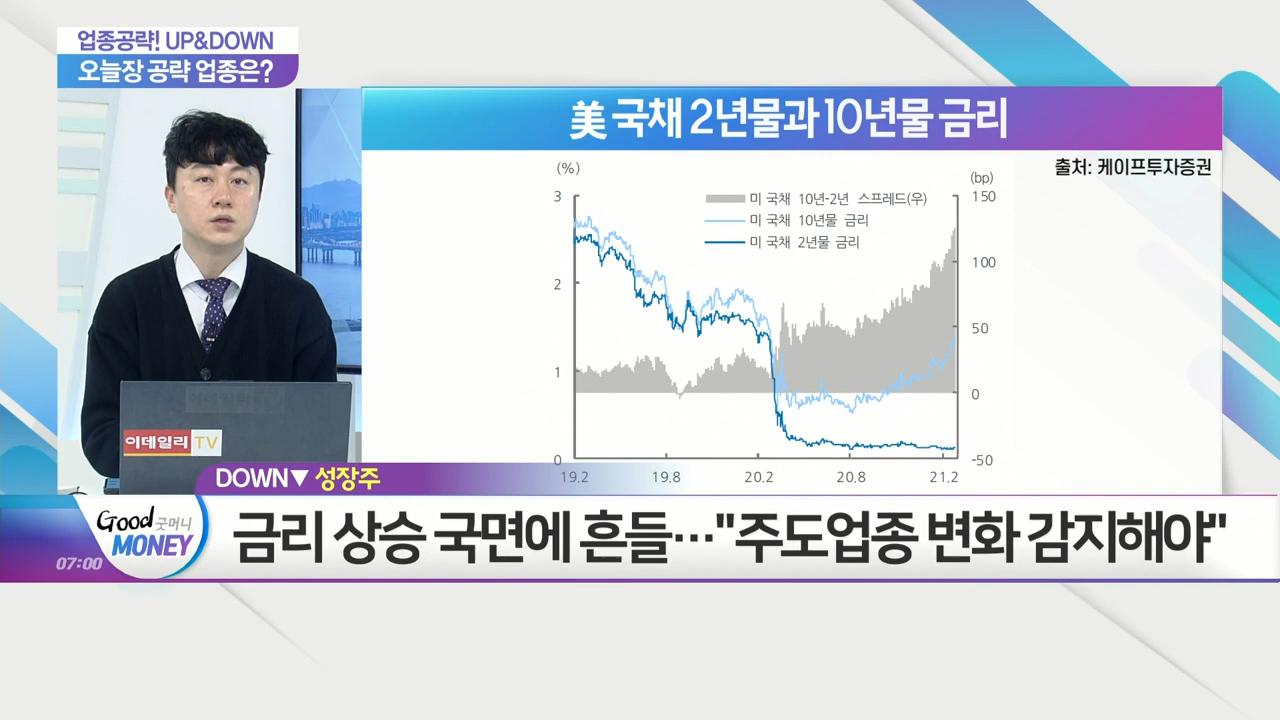 업종공략! UP&DOWN
오늘장 공략 업종은?
美 국채 2년물과 10년물 금리
출처: 케이프투자증권
(%)
(bp)
3
2
1
0
150
100
50
0
-50
미 국채 10년-2년 스프레드(우)
미 국채 10년물 금리
미 국채 2년물 금리
19.2 19.8 20.2 20.8 21.2
이데일리 TV
DOWN▼ 성장주
Good 굿머니
MONEY
07:00
금리 상승 국면에 흔들…"주도업종 변화 감지해야"